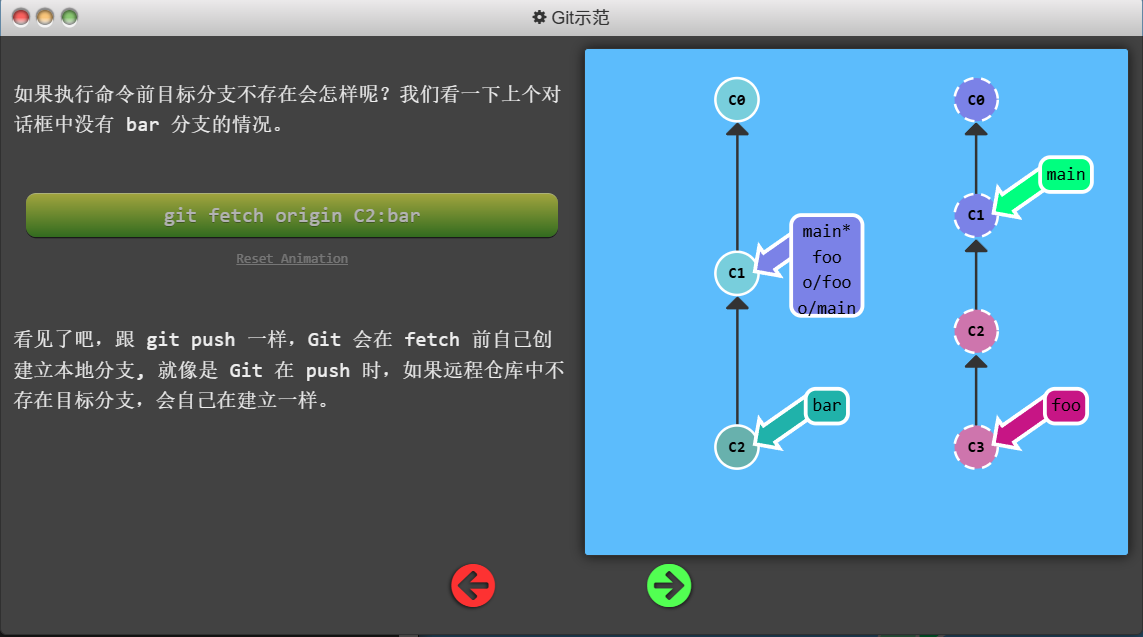 Git示范
如果执行命令前目标分支不存在会怎样呢？我们看一下上个对
话框中没有 bar 分支的情况。
git fetch origin C2:bar
Reset Animation
看见了吧，跟 git push 一样，Git 会在 fetch 前自己创
建立本地分支, 就像是 Git 在 push 时，如果远程仓库中不
存在目标分支，会自己在建立一样。
C0
C1
main*
foo
o/foo
o/main
C2
bar
C0
main
C1
C2
foo
C3